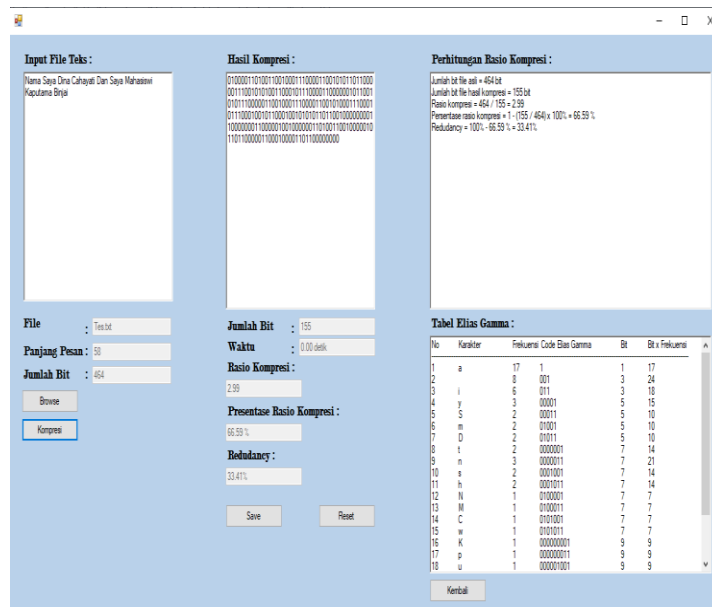 Input File Teks :
Nama Saya Dina Cahayati Dan Saya Mahasiswi
Kaputama Binjai
File : Tes.txt
Panjang Pesan : 58
Jumlah Bit : 464
Browse
Kompresi
Hasil Kompresi :
Jumlah Bit : 155
Waktu : 0.00 detik
Rasio Kompresi :
2.99
Presentase Rasio Kompresi :
66.59 %
Redudancy :
33.41%
Save
Reset
Perhitungan Rasio Kompresi :
Jumlah bit file asli = 464 bit
Jumlah bit file hasil kompresi = 155 bit
Rasio kompresi = 464 / 155 = 2.99
Persentase rasio kompresi = 1 - (155 / 464) x 100% = 66.59 %
Redudancy = 100% - 66.59 % = 33.41%
Tabel Elias Gamma :
No Karakter Frekuensi Code Elias Gamma Bit Bit x Frekuensi
1 a 17 1 1 17
2 8 001 3 24
3 i 6 011 3 18
4 y 3 00001 5 15
5 S 2 00011 5 10
6 m 2 01001 5 10
7 D 2 01011 5 10
8 t 2 0000001 7 14
9 n 3 0000011 7 21
10 s 2 0001001 7 14
11 h 2 0001011 7 14
12 N 1 0100001 7 7
13 M 1 0100011 7 7
14 C 1 0101001 7 7
15 w 1 0101011 7 7
16 K 1 000000001 9 9
17 p 1 000000011 9 9
18 u 1 000001001 9 9
Kembali